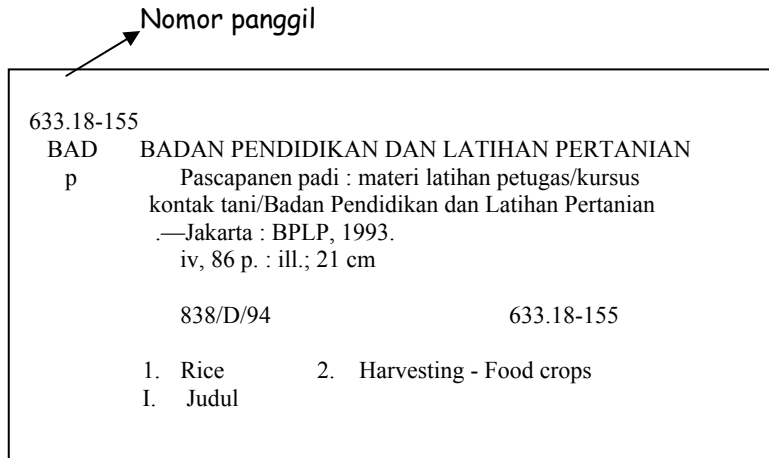 Nomor panggil
633.18-155
BAD BADAN PENDIDIKAN DAN LATIHAN PERTANIAN
p Pascapanen padi : materi latihan petugas/kursus
kontak tani/Badan Pendidikan dan Latihan Pertanian
.—Jakarta : BPLP, 1993.
iv, 86 p. : ill.; 21 cm
838/D/94 633.18-155
1. Rice 2. Harvesting - Food crops
I. Judul